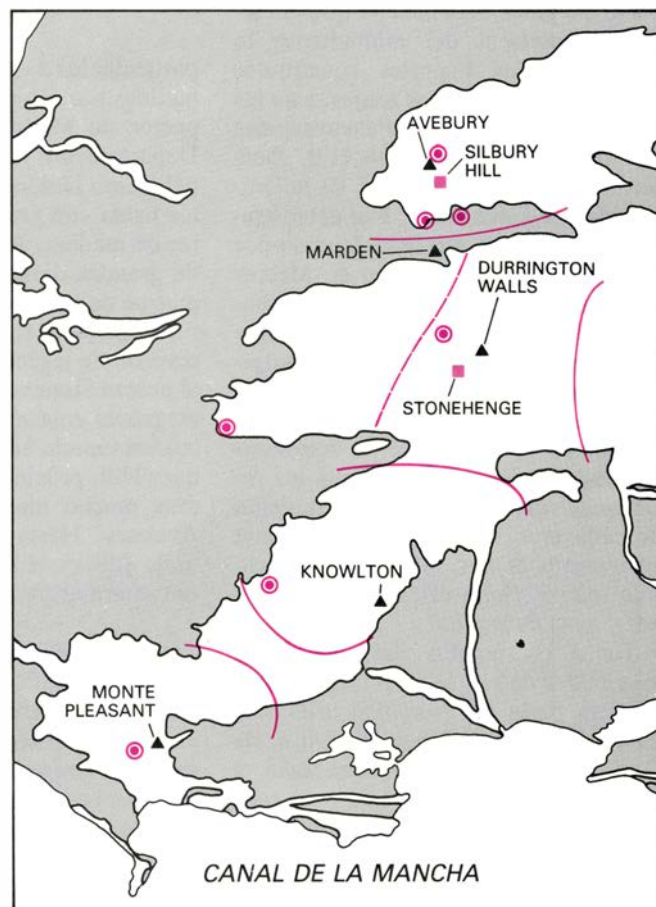 AVEBURY
SILBURY
HILL
MARDEN
DURRINGTON
WALLS
STONEHENGE
KNOWLTON
MONTE
PLEASANT
CANAL DE LA MANCHA